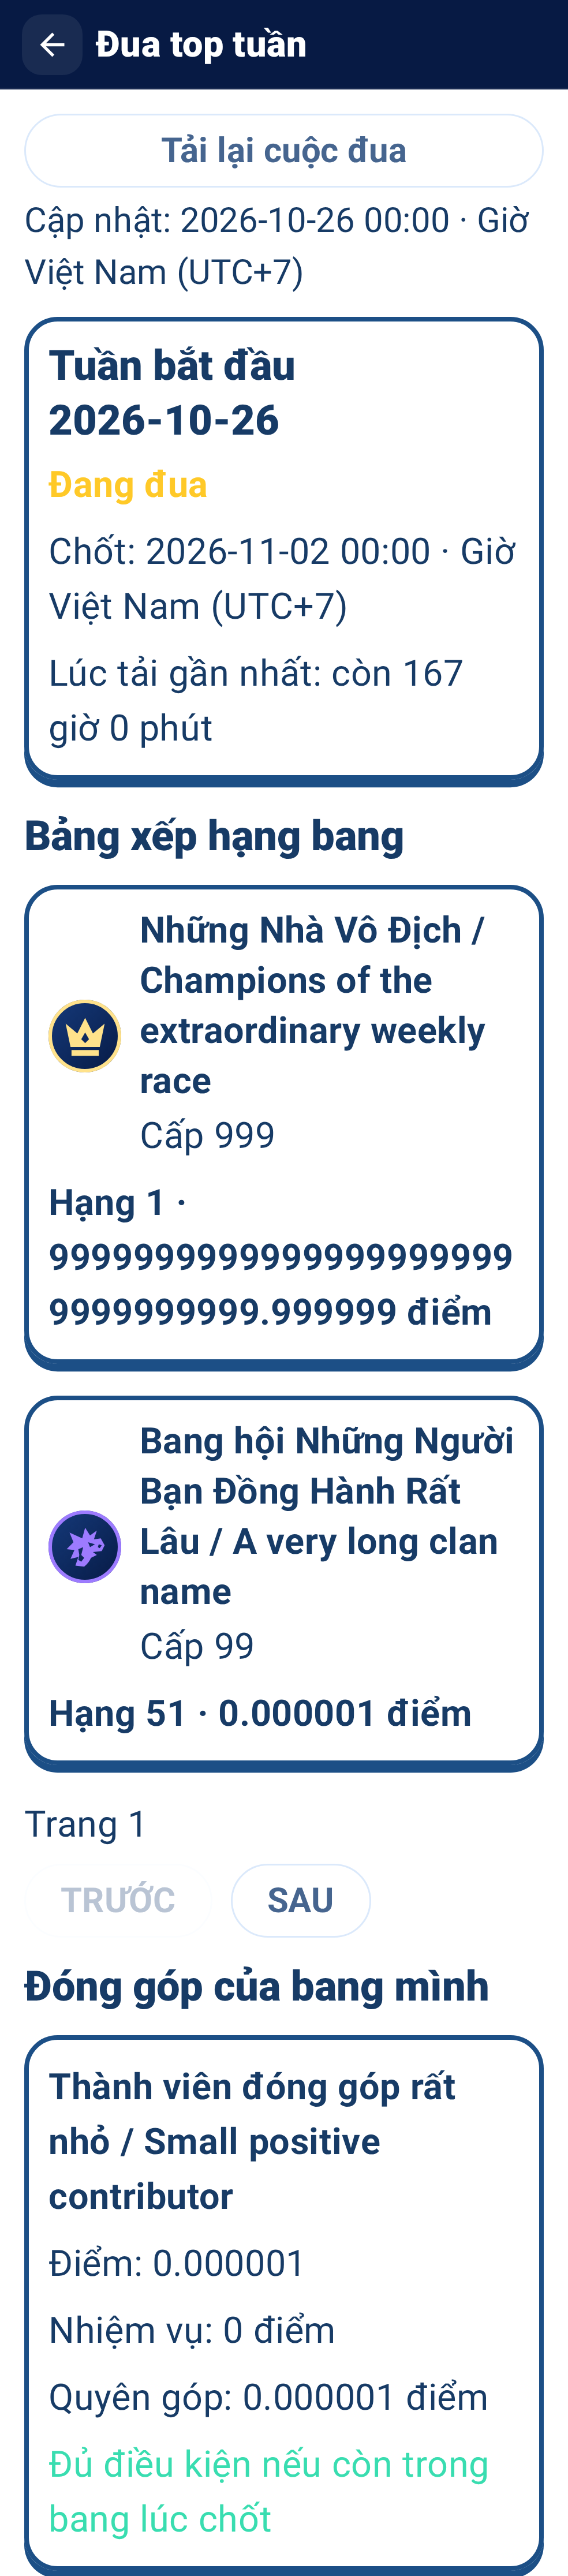 Đua top tuần
Tải lại cuộc đua
Cập nhật: 2026-10-26 00:00 · Giờ
Việt Nam (UTC+7)
Tuần bắt đầu
2026-10-26
Đang đua
Chốt: 2026-11-02 00:00 · Giờ
Việt Nam (UTC+7)
Lúc tải gần nhất: còn 167
giờ 0 phút
Bảng xếp hạng bang
Những Nhà Vô Địch /
Champions of the
extraordinary weekly
race
Cấp 999
Hạng 1 ·
9999999999999999999999
9999999999.999999 điểm
Bang hội Những Người
Bạn Đồng Hành Rất
Lâu / A very long clan
name
Cấp 99
Hạng 51 · 0.000001 điểm
Trang 1
TRƯỚC
SAU
Đóng góp của bang mình
Thành viên đóng góp rất
nhỏ / Small positive
contributor
Điểm: 0.000001
Nhiệm vụ: 0 điểm
Quyên góp: 0.000001 điểm
Đủ điều kiện nếu còn trong
bang lúc chốt